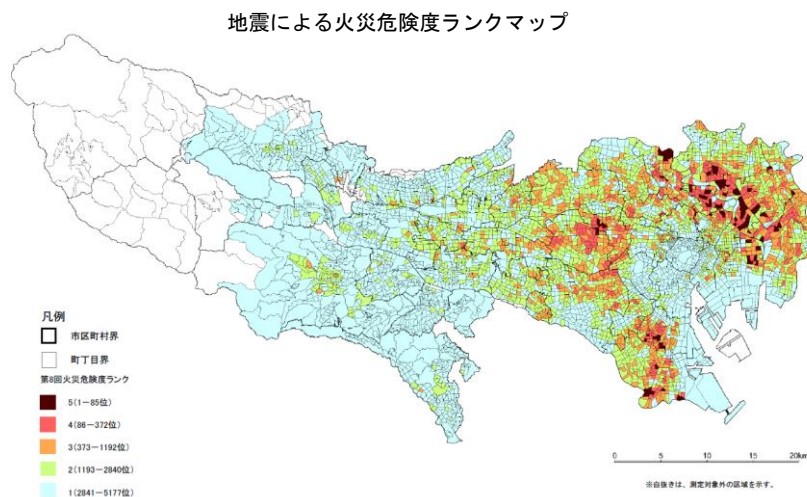 地震による火災危険度ランクマップ
凡例
市区町村界
町丁目界
第8回火災危険度ランク
5(1－85位)
4(86－372位)
3(373－1192位)
2(1193－2840位)
1(2841－5177位)
0 5 10 15 20km
※白抜きは、測定対象外の区域を示す。